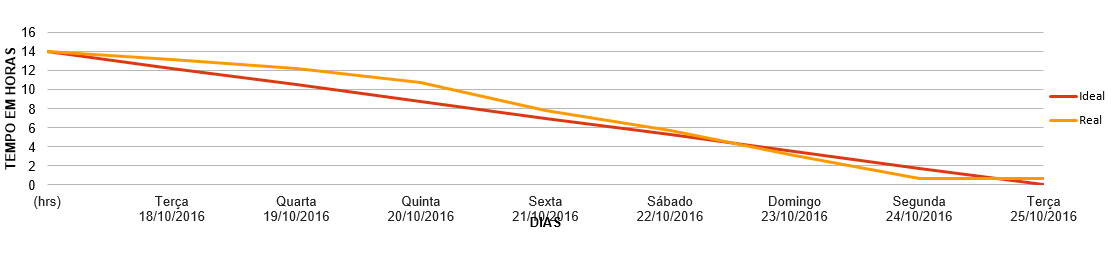 TEMPO EM HORAS
16
14
12
10
8
6
4
2
0
(hrs)
Terça
18/10/2016
Quarta
19/10/2016
Quinta
20/10/2016
Sexta
21/10/2016
Sábado
22/10/2016
Domingo
23/10/2016
Segunda
24/10/2016
Terça
25/10/2016
DIAS
Ideal
Real